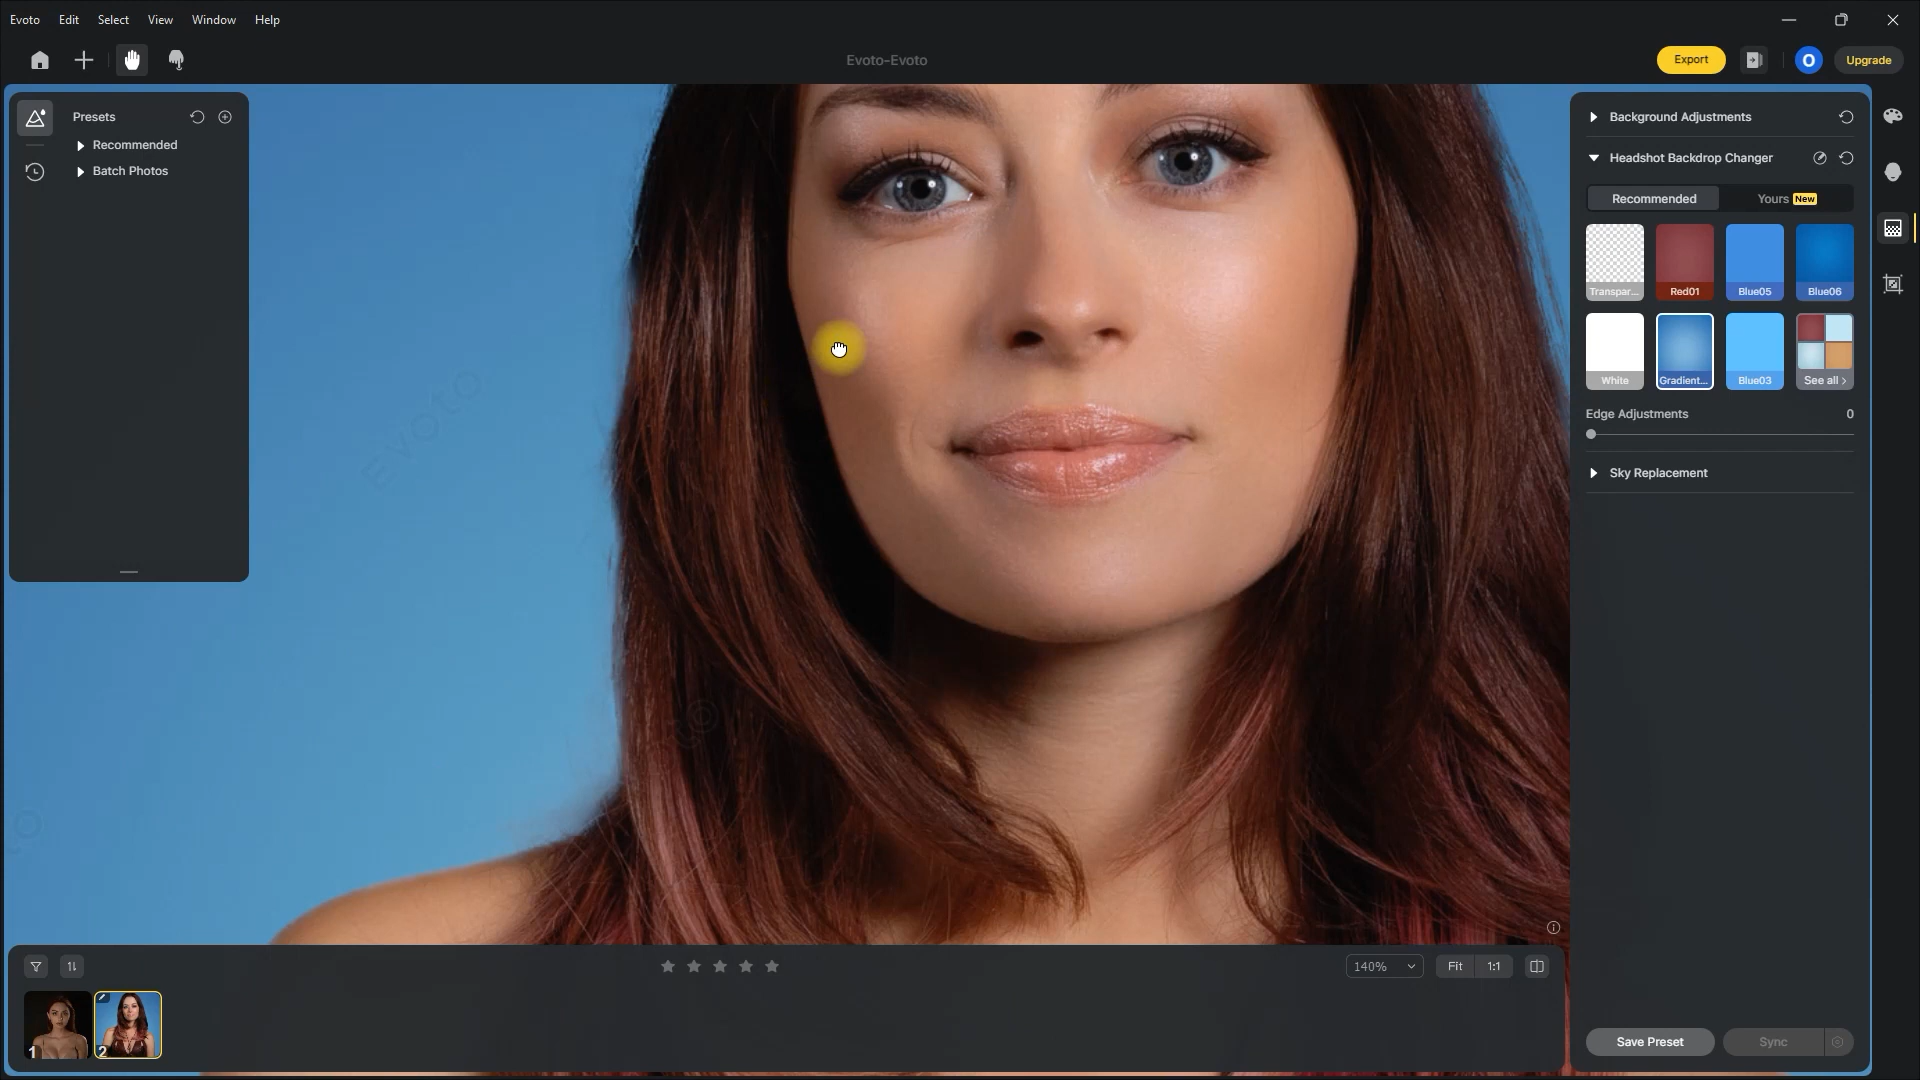 Evoto Edit Select View Window Help
Evoto-Evoto
Export
O
Upgrade
Presets
Recommended
Batch Photos
Evoto
Background Adjustments
Headshot Backdrop Changer
Recommended Yours New
Transpar... Red01 Blue05 Blue06
White Gradient... Blue03 See all >
Edge Adjustments 0
Sky Replacement
140% Fit 1:1
1 2
Save Preset Sync